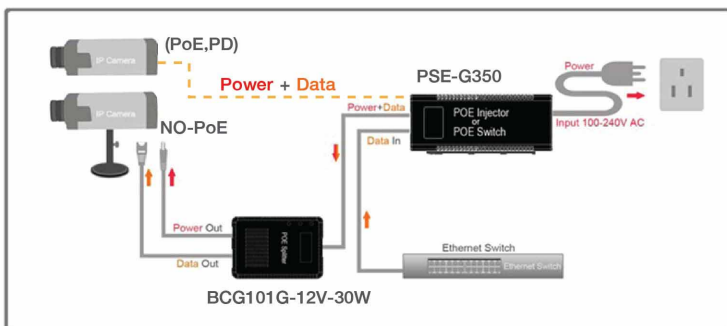 (PoE,PD)
IP Camera
Power + Data
PSE-G350
Power
IP Camera
NO-PoE
Power+Data
POE Injector
or
POE Switch
Input 100-240V AC
Data In
Power Out
POE Splitter
Data Out
Ethernet Switch
Ethernet Switch
BCG101G-12V-30W